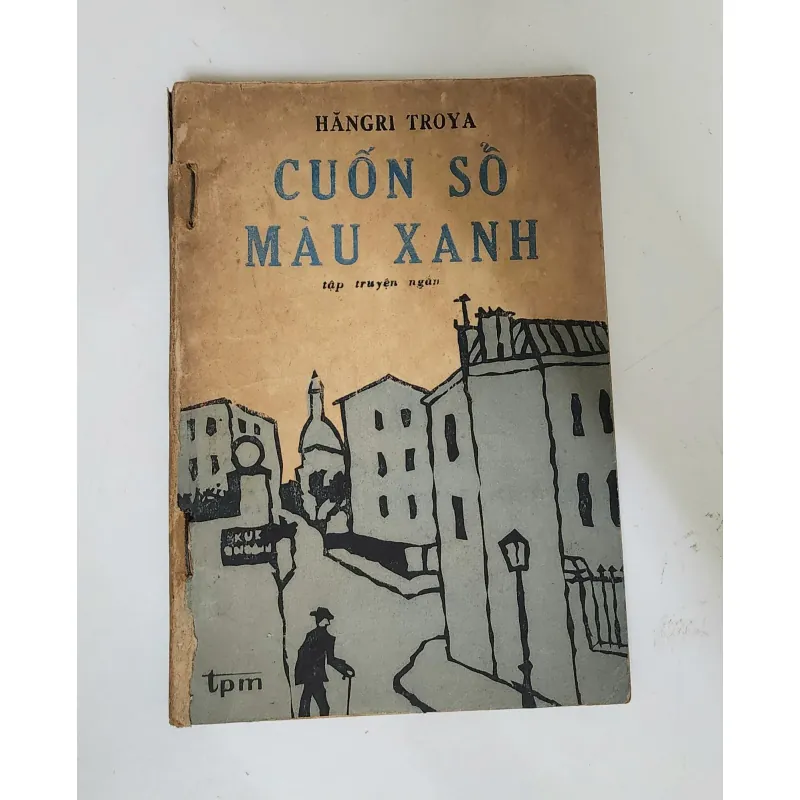 HĂNGRI TROYA
CUỐN SỔ
MÀU XANH
tập truyện ngắn
tpm